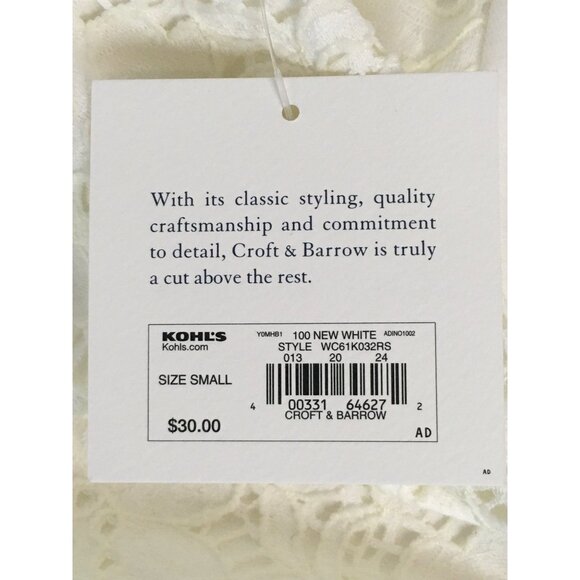 With its classic styling, quality
craftsmanship and commitment
to detail, Croft & Barrow is truly
a cut above the rest.
KOHL'S Y0MHB1 100 NEW WHITE ADINO1002
Kohls.com STYLE WC61K032RS
013 20 24
SIZE SMALL
4 00331 64627 2
$30.00 CROFT & BARROW
AD
AD